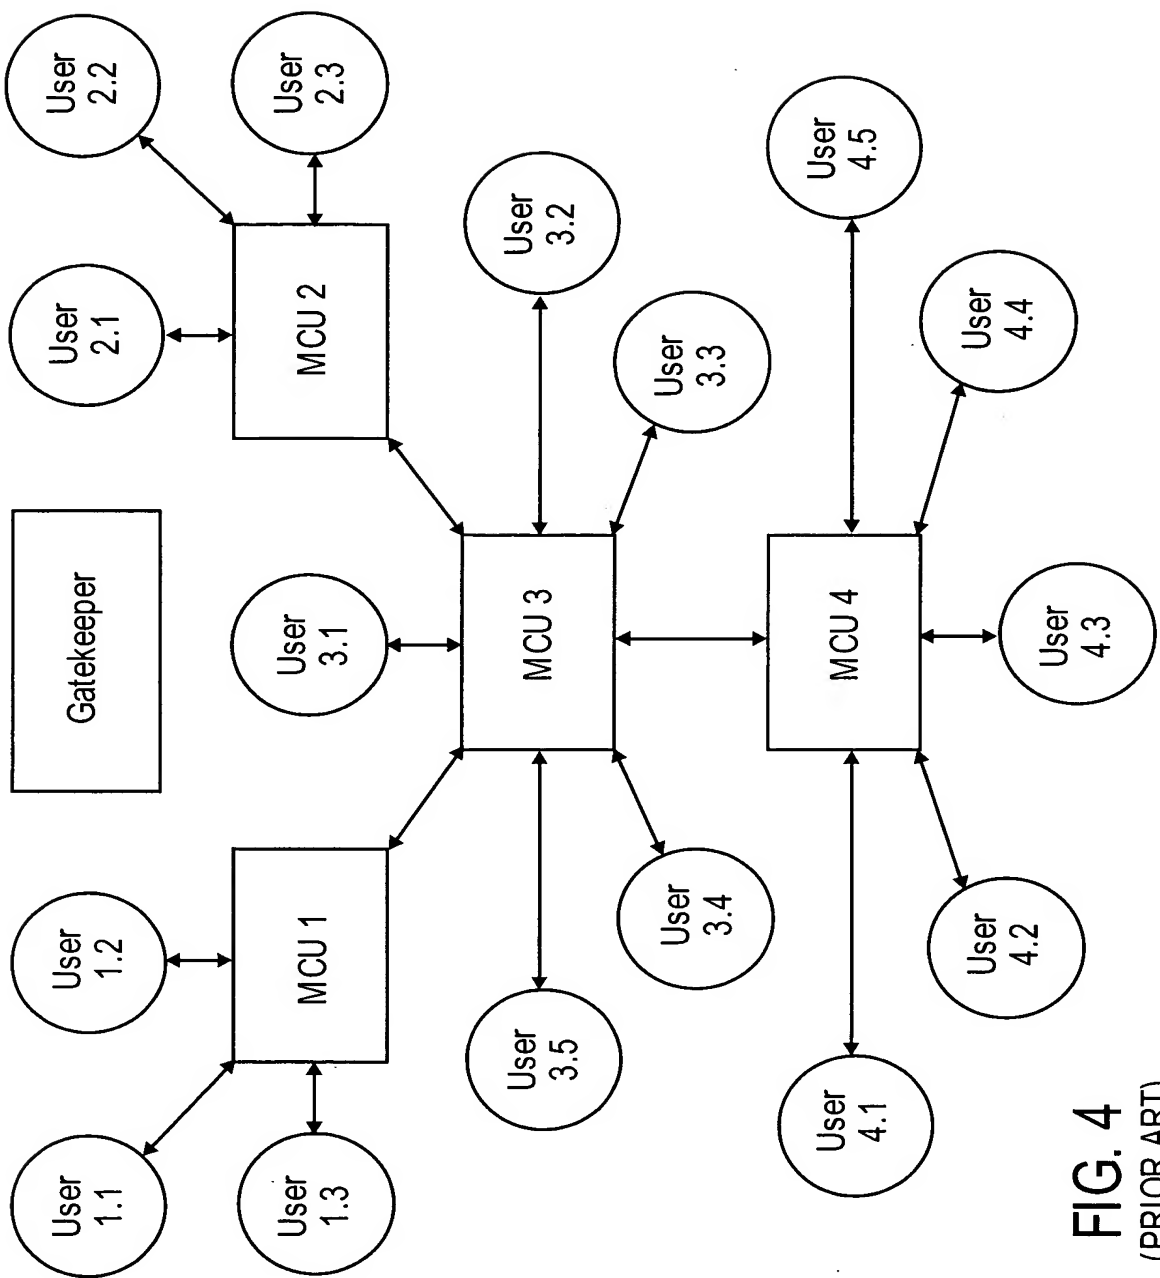 User
1.1
User
1.2
Gatekeeper
User
2.1
User
2.2
User
1.3
MCU 1
User
3.1
MCU 2
User
2.3
User
3.5
MCU 3
User
3.2
User
3.4
User
3.3
User
4.1
MCU 4
User
4.5
User
4.2
User
4.4
User
4.3
FIG. 4
(PRIOR ART)